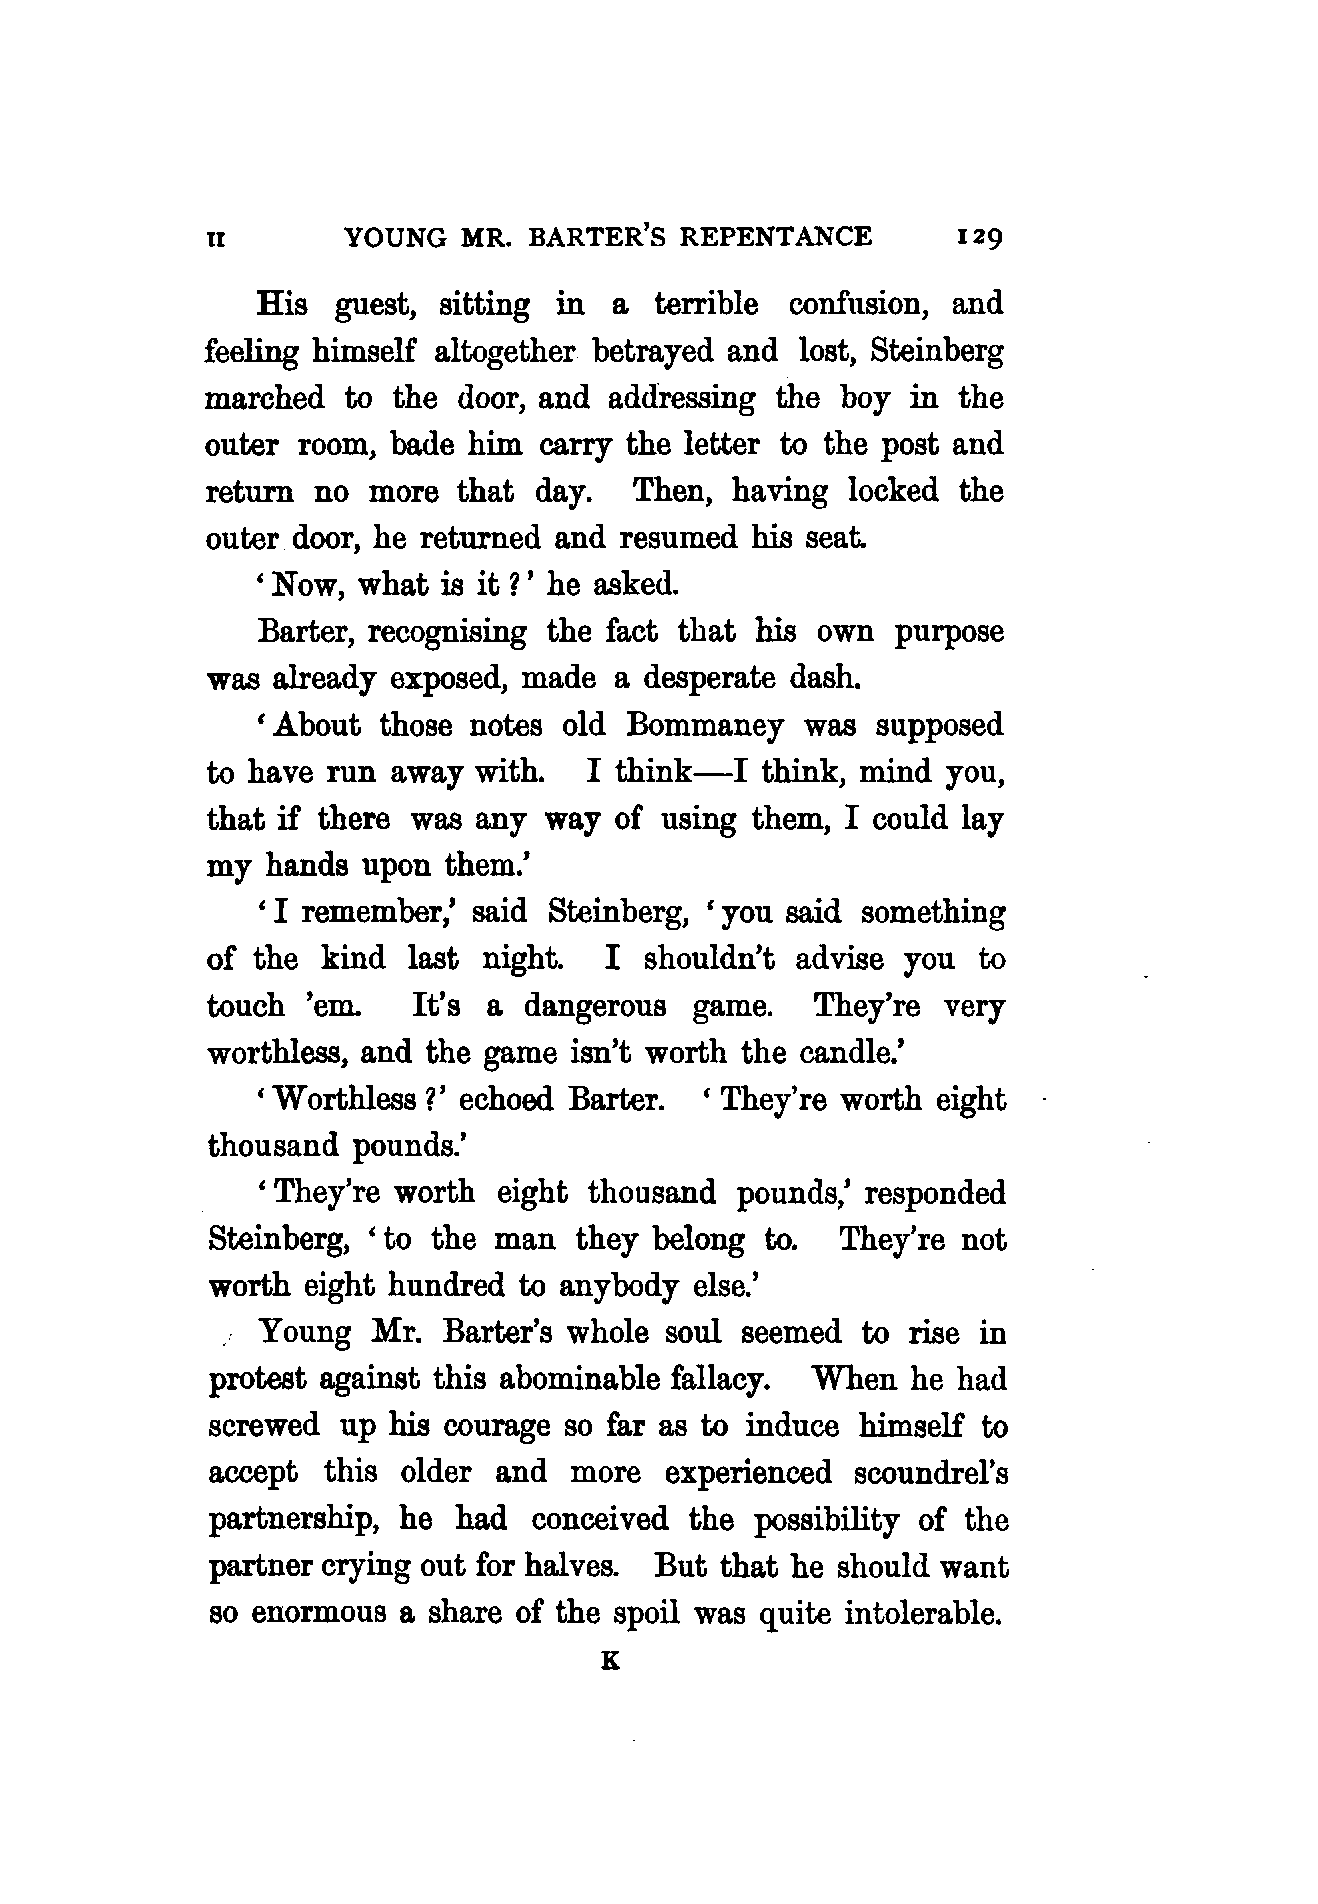 II YOUNG MR. BARTER'S REPENTANCE 129
His guest, sitting in a terrible confusion, and
feeling himself altogether betrayed and lost, Steinberg
marched to the door, and addressing the boy in the
outer room, bade him carry the letter to the post and
return no more that day. Then, having locked the
outer door, he returned and resumed his seat.
‘Now, what is it?’ he asked.
Barter, recognising the fact that his own purpose
was already exposed, made a desperate dash.
‘About those notes old Bommaney was supposed
to have run away with. I think—I think, mind you,
that if there was any way of using them, I could lay
my hands upon them.’
‘I remember,’ said Steinberg, ‘you said something
of the kind last night. I shouldn't advise you to
touch 'em. It's a dangerous game. They're very
worthless, and the game isn't worth the candle.’
‘Worthless?’ echoed Barter. ‘They're worth eight
thousand pounds.’
‘They're worth eight thousand pounds,’ responded
Steinberg, ‘to the man they belong to. They're not
worth eight hundred to anybody else.’
Young Mr. Barter's whole soul seemed to rise in
protest against this abominable fallacy. When he had
screwed up his courage so far as to induce himself to
accept this older and more experienced scoundrel's
partnership, he had conceived the possibility of the
partner crying out for halves. But that he should want
so enormous a share of the spoil was quite intolerable.
K